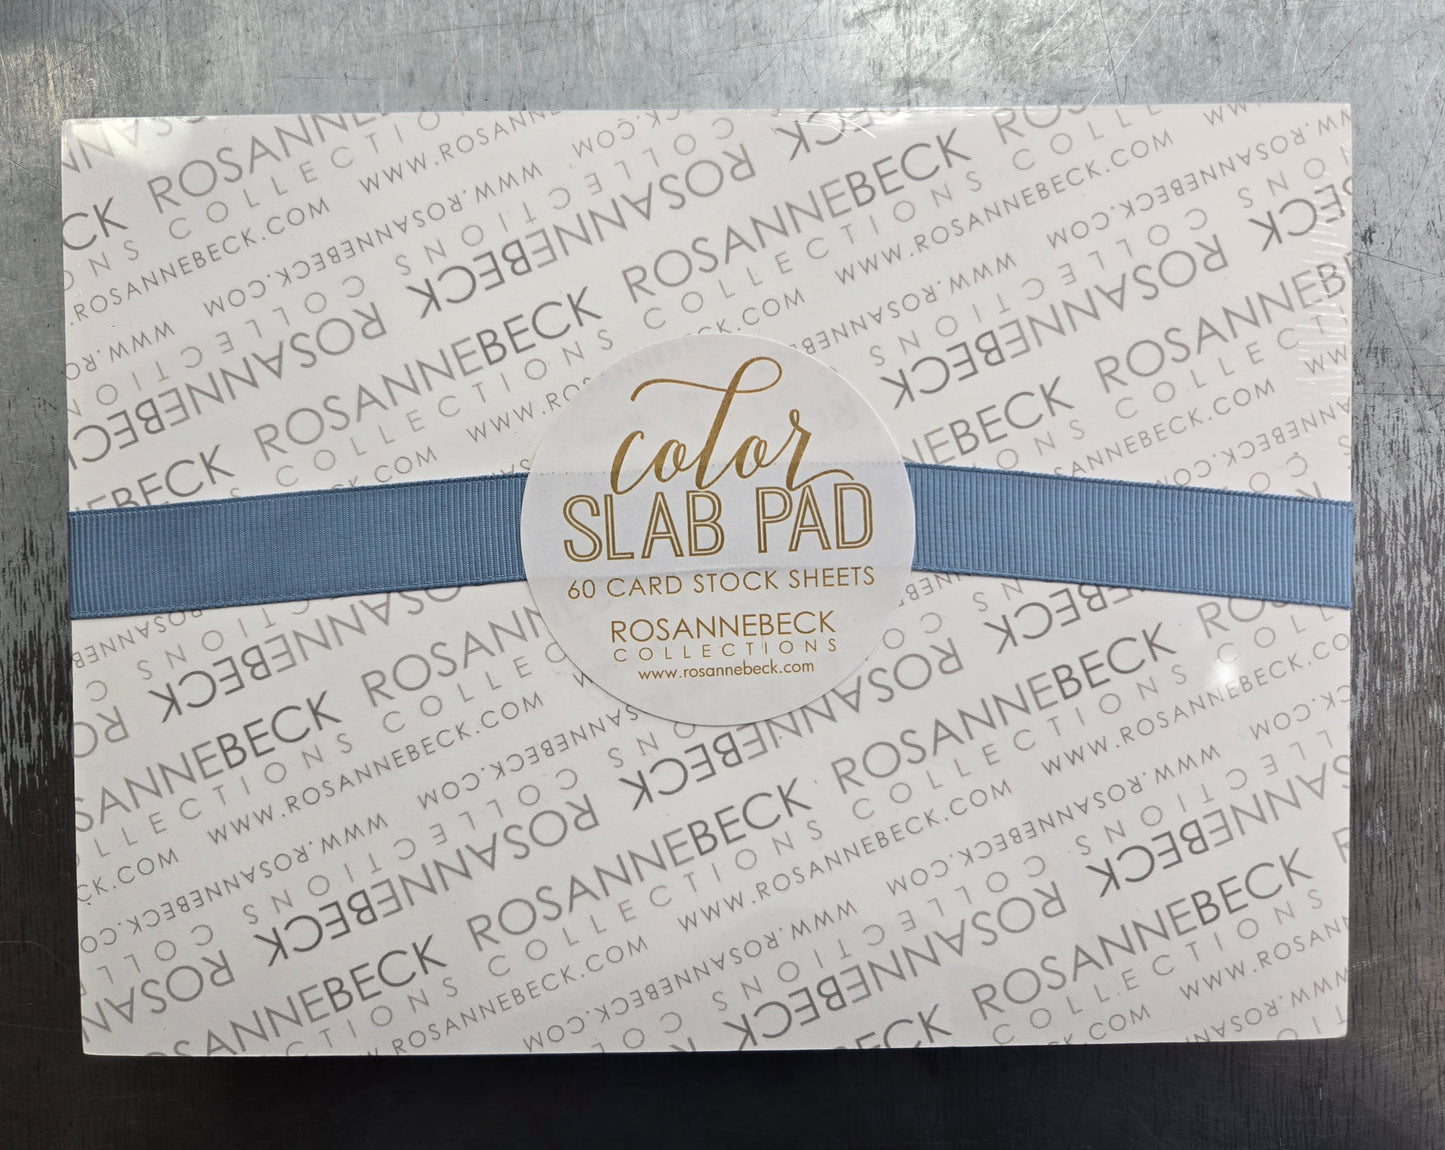 color
SLAB PAD
60 CARD STOCK SHEETS
ROSANNEBECK
COLLECTIONS
www.rosannebeck.com
ROSANNEBECK
COLLECTIONS
WWW.ROSANNEBECK.COM